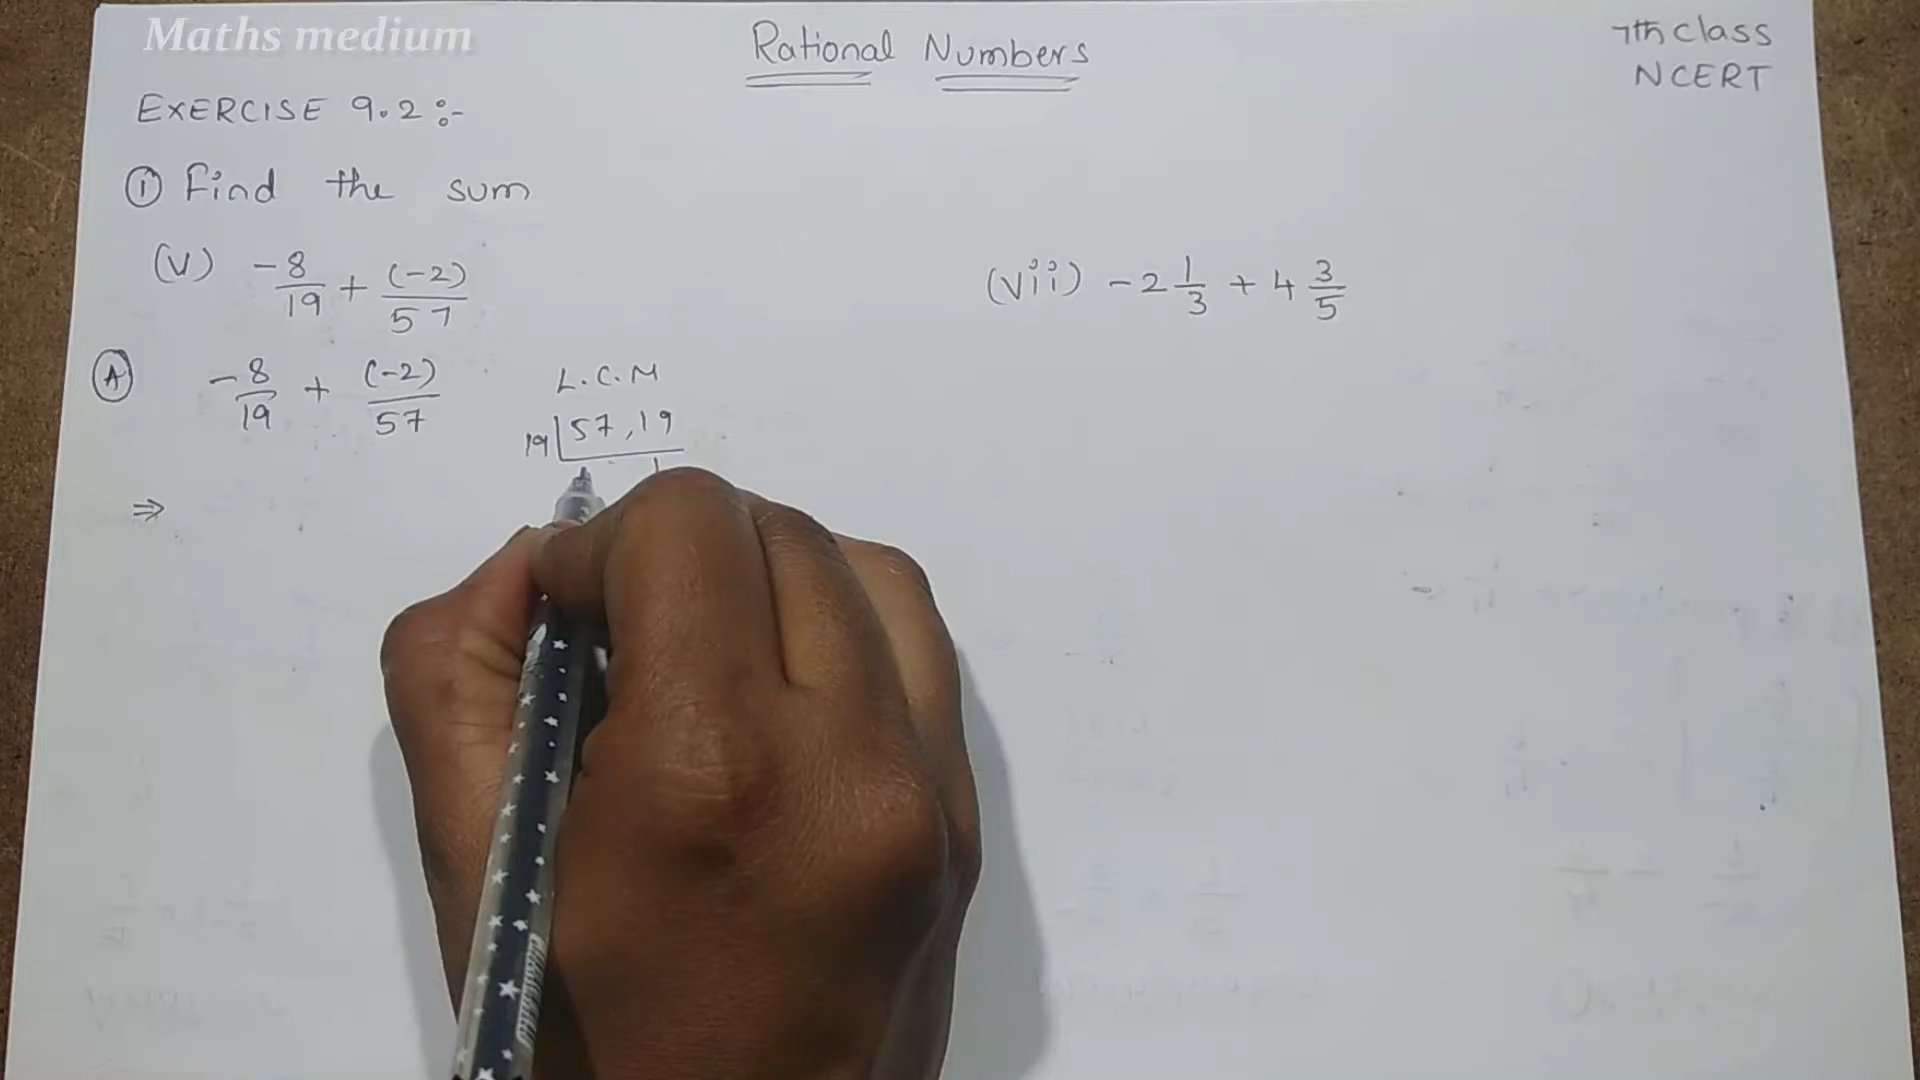 Maths medium
Rational Numbers
7th class
NCERT
EXERCISE 9.2 :-
① Find the sum
(V) -8/19 + (-2)/57
(vii) -2 1/3 + 4 3/5
Ⓐ -8/19 + (-2)/57
L.C.M
19 | 57, 19
1
⇒